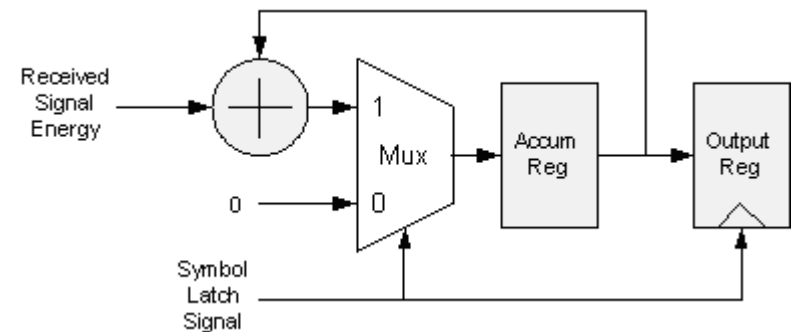 Received
Signal
Energy
1
Mux
0
0
Accum
Reg
Output
Reg
Symbol
Latch
Signal